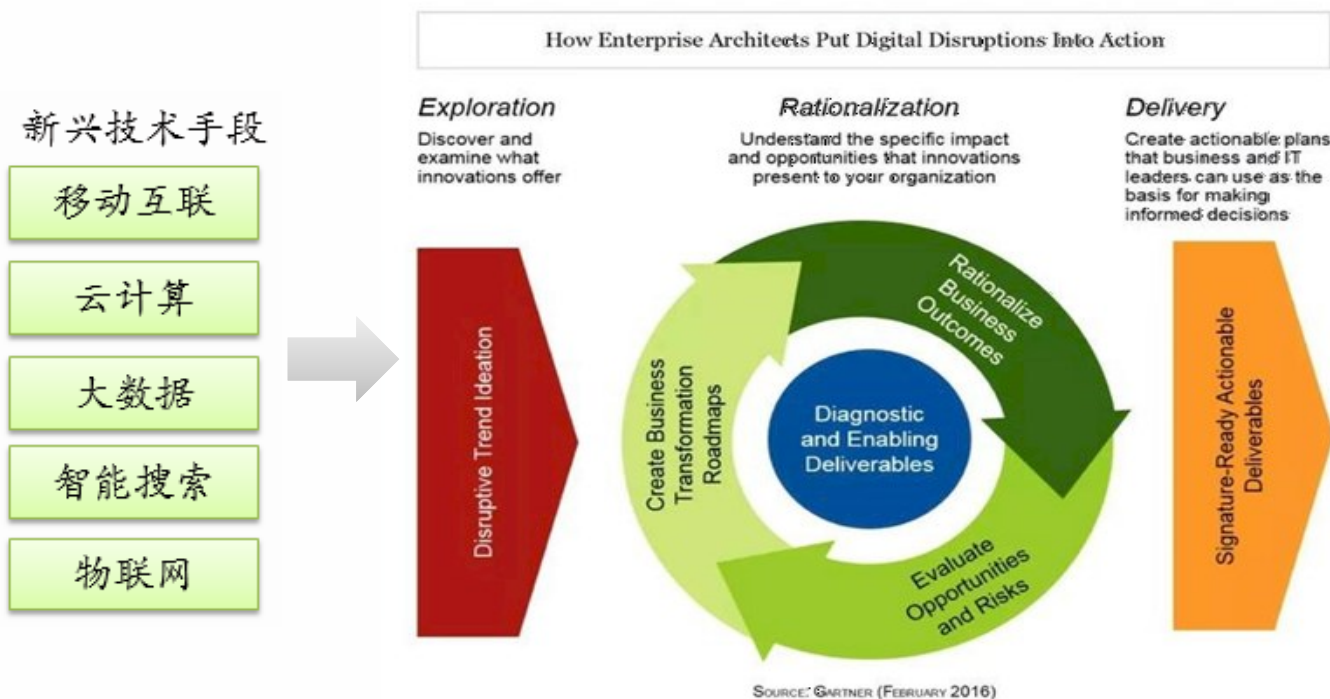 How Enterprise Architects Put Digital Disruptions Into Action
新兴技术手段
移动互联
云计算
大数据
智能搜索
物联网
Exploration
Discover and
examine what
innovations offer
Rationalization
Understand the specific impact
and opportunities that innovations
present to your organization
Delivery
Create actionable plans
that business and IT
leaders can use as the
basis for making
informed decisions
Disruptive Trend Ideation
Create Business
Transformation
Roadmaps
Rationalize
Business
Outcomes
Diagnostic
and Enabling
Deliverables
Evaluate
Opportunities
and Risks
Signature-Ready Actionable
Deliverables
SOURCE: GARTNER (FEBRUARY 2016)